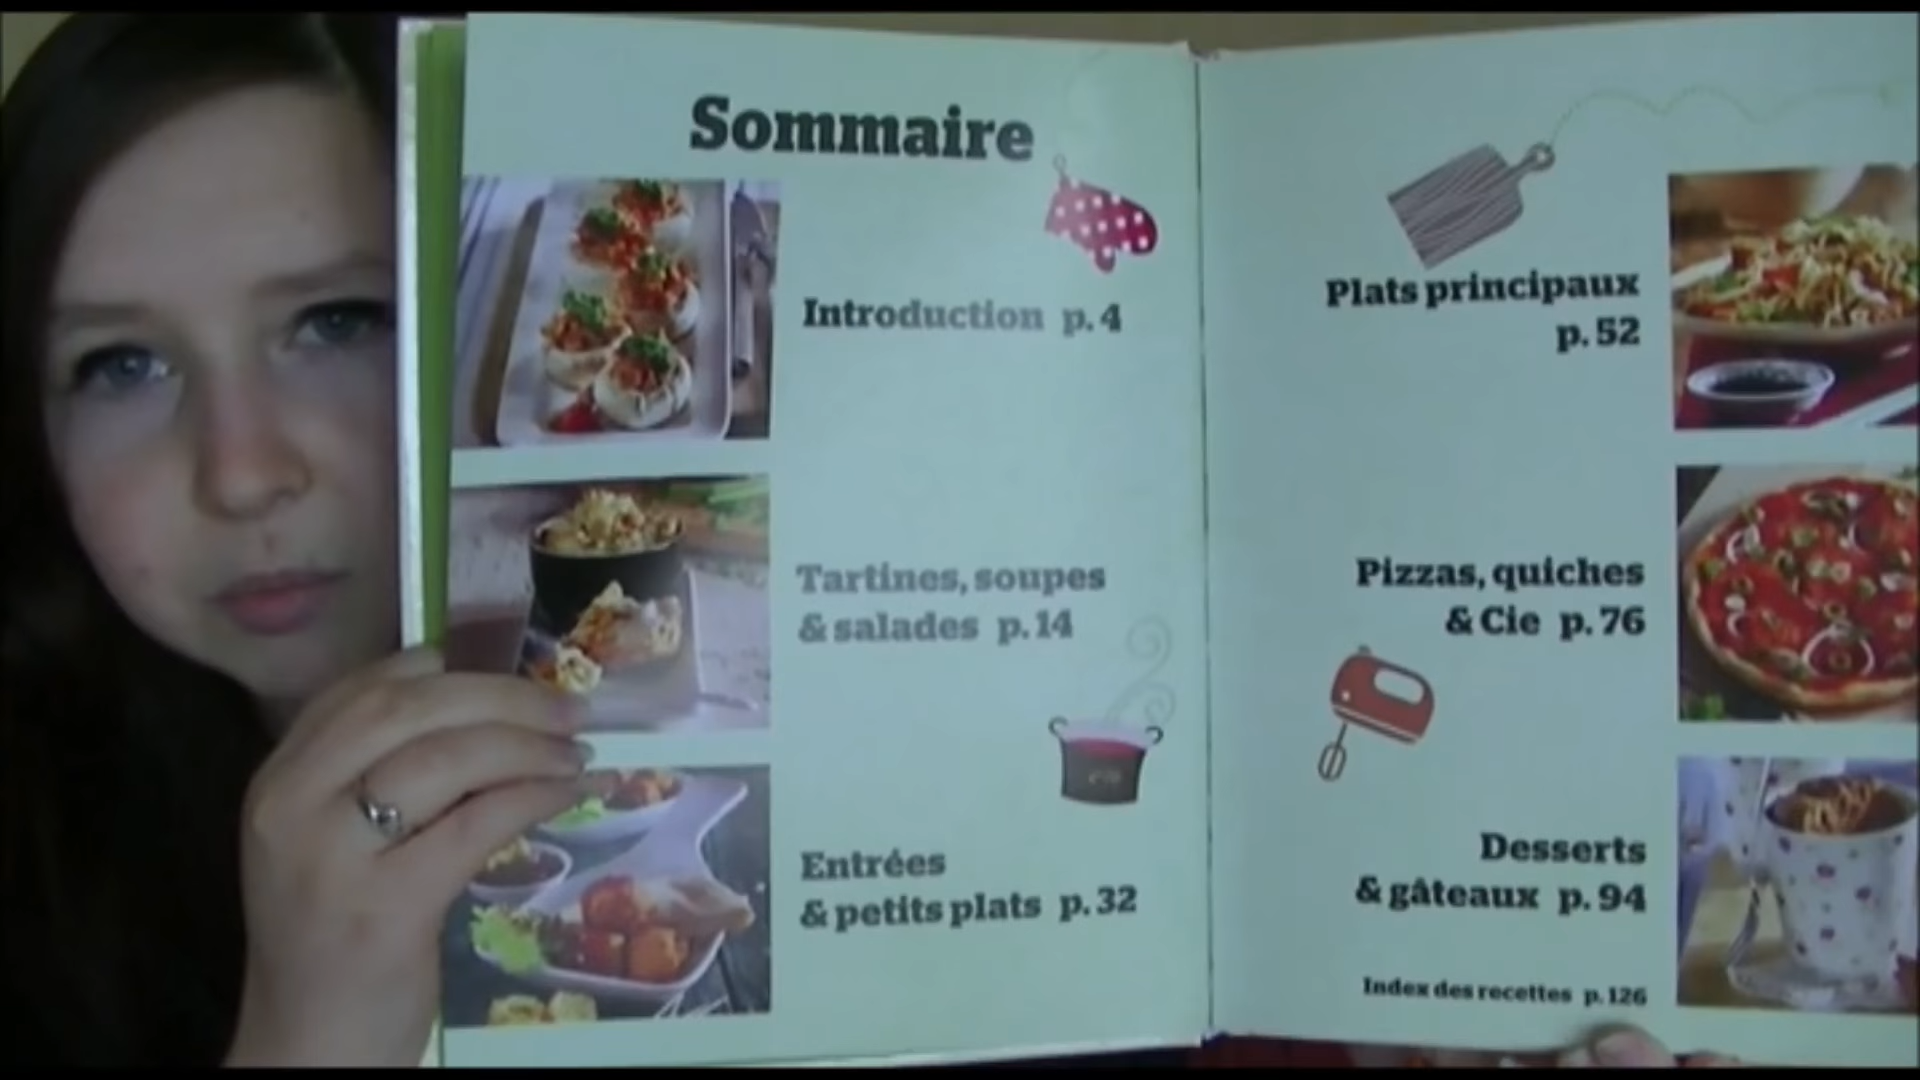 Sommaire
Introduction p. 4
Tartines, soupes
& salades p. 14
Entrées
& petits plats p. 32
Plats principaux
p. 52
Pizzas, quiches
& Cie p. 76
Desserts
& gâteaux p. 94
Index des recettes p. 126